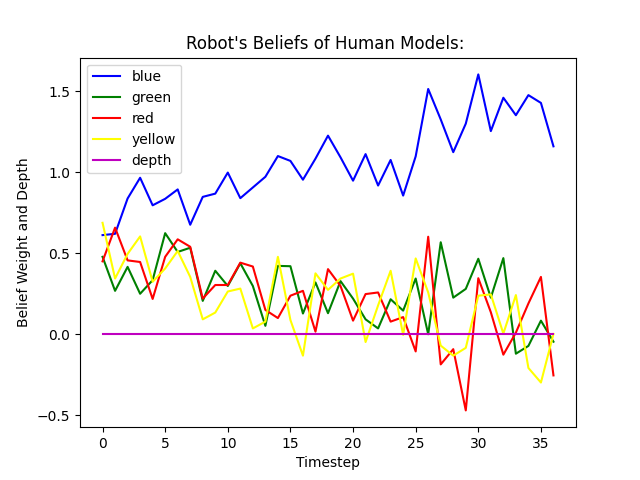 Robot's Beliefs of Human Models:
blue
green
red
yellow
depth
Belief Weight and Depth
1.5
1.0
0.5
0.0
−0.5
0 5 10 15 20 25 30 35
Timestep